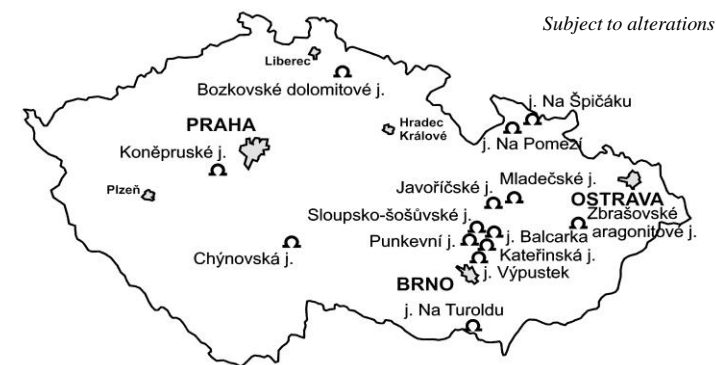 Subject to alterations
Liberec
Bozkovské dolomitové j.
j. Na Špičáku
PRAHA
Hradec
Králové
j. Na Pomezí
Koněpruské j.
Mladečské j.
Plzeň
Javoříčské j.
OSTRAVA
Zbrašovské
aragonitové j.
Sloupsko-šošůvské j.
Punkevní j.
j. Balcarka
Chýnovská j.
Kateřinská j.
j. Výpustek
BRNO
j. Na Turoldu